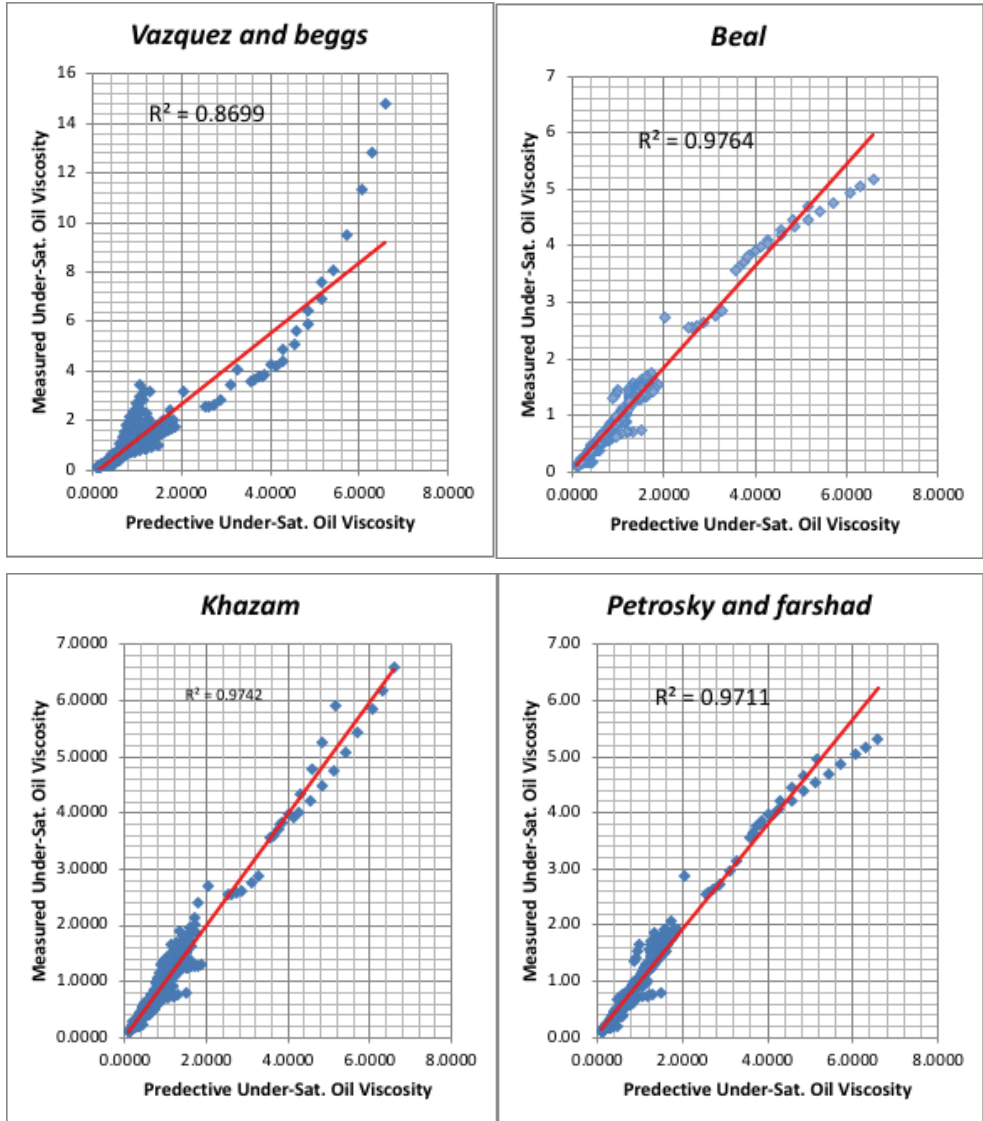 Vazquez and beggs
R² = 0.8699
Measured Under-Sat. Oil Viscosity
16
14
12
10
8
6
4
2
0
0.0000 2.0000 4.0000 6.0000 8.0000
Predective Under-Sat. Oil Viscosity
Beal
R² = 0.9764
Measured Under-Sat. Oil Viscosity
7
6
5
4
3
2
1
0
0.0000 2.0000 4.0000 6.0000 8.0000
Predective Under-Sat. Oil Viscosity
Khazam
R² = 0.9742
Measured Under-Sat. Oil Viscosity
7.0000
6.0000
5.0000
4.0000
3.0000
2.0000
1.0000
0.0000
0.0000 2.0000 4.0000 6.0000 8.0000
Predective Under-Sat. Oil Viscosity
Petrosky and farshad
R² = 0.9711
Measured Under-Sat. Oil Viscosity
7.00
6.00
5.00
4.00
3.00
2.00
1.00
0.00
0.0000 2.0000 4.0000 6.0000 8.0000
Predective Under-Sat. Oil Viscosity